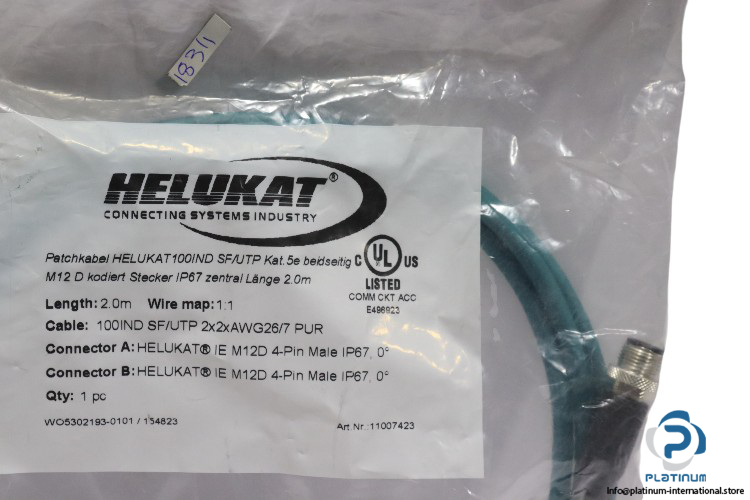 1831
HELUKAT®
CONNECTING SYSTEMS INDUSTRY
Patchkabel HELUKAT100IND SF/UTP Kat.5e beidseitig
M12 D kodiert Stecker IP67 zentral Länge 2.0m
C UL US
LISTED
COMM CKT ACC
E486923
Length: 2.0m Wire map: 1:1
Cable: 100IND SF/UTP 2x2xAWG26/7 PUR
Connector A: HELUKAT® IE M12D 4-Pin Male IP67, 0°
Connector B: HELUKAT® IE M12D 4-Pin Male IP67, 0°
Qty: 1 pc
WO5302193-0101 / 154823
Art.Nr.:11007423
PLATINUM
Info@platinum-international.store